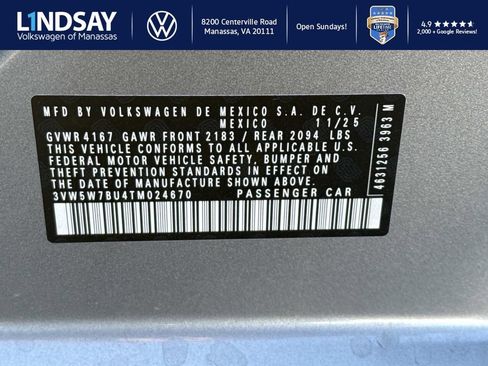 LINDSAY
Volkswagen of Manassas
8200 Centerville Road
Manassas, VA 20111
LIFETIME
4.9 ★★★★★
2,000 + Google Reviews!
MFD BY VOLKSWAGEN DE MEXICO S.A. DE C.V.
MEXICO 11/25
GVWR 4167 GAWR FRONT 2183 / REAR 2094 LBS
THIS VEHICLE CONFORMS TO ALL APPLICABLE U.S.
FEDERAL MOTOR VEHICLE SAFETY, BUMPER AND
THEFT PREVENTION STANDARDS IN EFFECT ON
THE DATE OF MANUFACTURE SHOWN ABOVE
3VW5W7BU4TM024670 PASSENGER CAR
4631256 3963 M